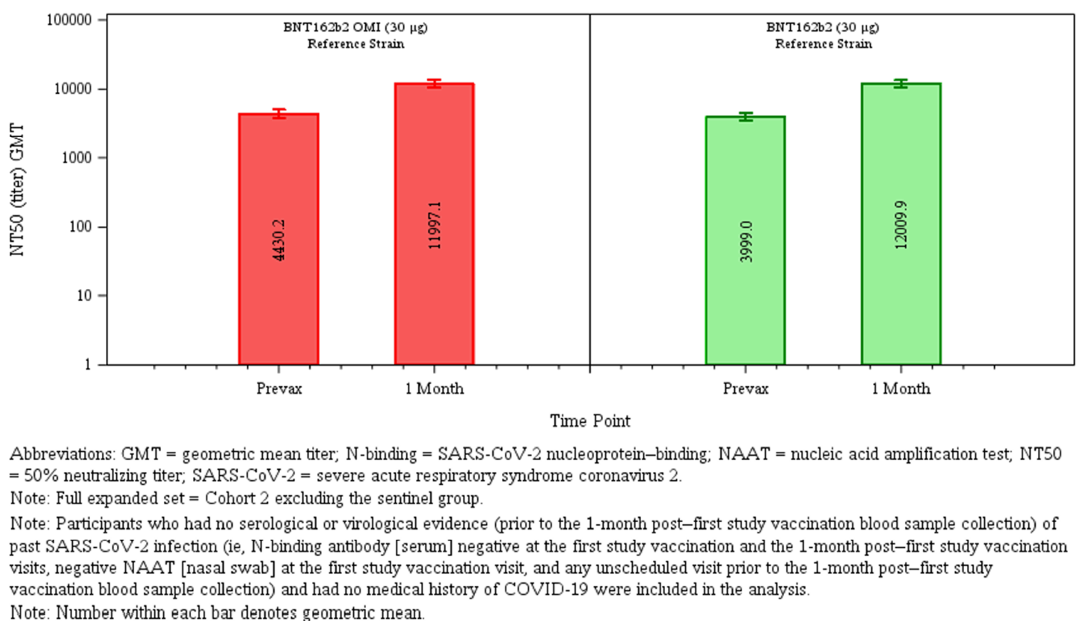 BNT162b2 OMI (30 µg)
Reference Strain
BNT162b2 (30 µg)
Reference Strain
100000
10000
1000
100
10
1
NT50 (titer) GMT
4430.2
11997.1
3999.0
12009.9
Prevax
1 Month
Prevax
1 Month
Time Point
Abbreviations: GMT = geometric mean titer; N-binding = SARS-CoV-2 nucleoprotein–binding; NAAT = nucleic acid amplification test; NT50
= 50% neutralizing titer; SARS-CoV-2 = severe acute respiratory syndrome coronavirus 2.
Note: Full expanded set = Cohort 2 excluding the sentinel group.
Note: Participants who had no serological or virological evidence (prior to the 1-month post–first study vaccination blood sample collection) of
past SARS-CoV-2 infection (ie, N-binding antibody [serum] negative at the first study vaccination and the 1-month post–first study vaccination
visits, negative NAAT [nasal swab] at the first study vaccination visit, and any unscheduled visit prior to the 1-month post–first study
vaccination blood sample collection) and had no medical history of COVID-19 were included in the analysis.
Note: Number within each bar denotes geometric mean.